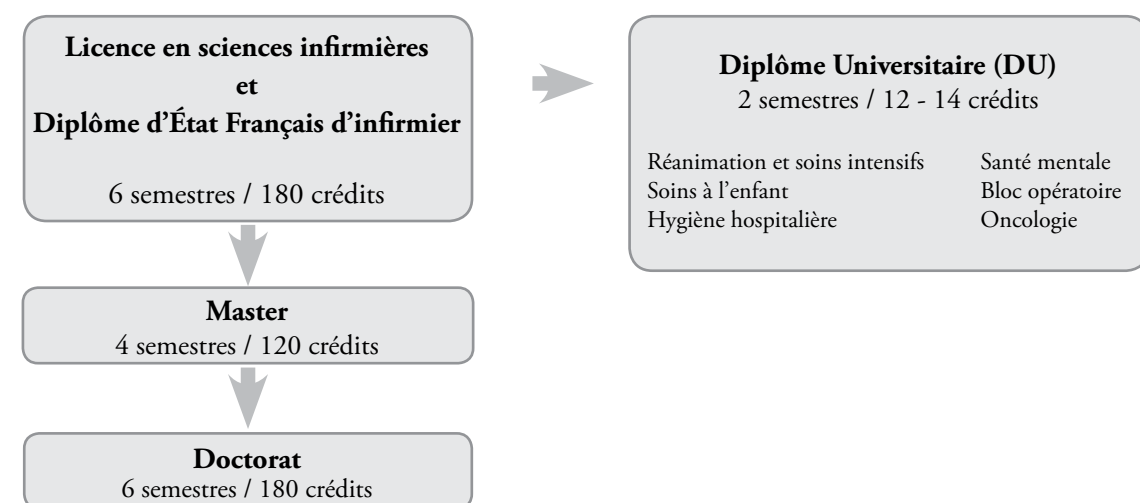 Licence en sciences infirmières
et
Diplôme d'État Français d'infirmier
6 semestres / 180 crédits
Diplôme Universitaire (DU)
2 semestres / 12 - 14 crédits
Réanimation et soins intensifs
Soins à l'enfant
Hygiène hospitalière
Santé mentale
Bloc opératoire
Oncologie
Master
4 semestres / 120 crédits
Doctorat
6 semestres / 180 crédits